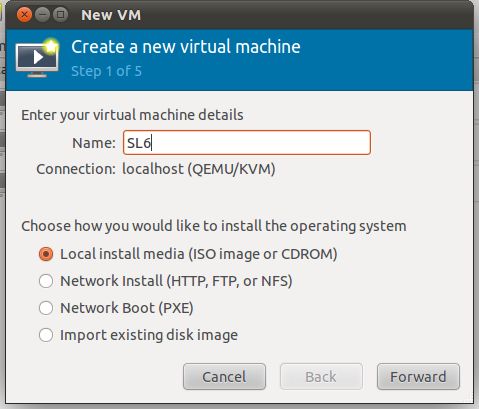 New VM
Create a new virtual machine
Step 1 of 5
Enter your virtual machine details
Name: SL6
Connection: localhost (QEMU/KVM)
Choose how you would like to install the operating system
Local install media (ISO image or CDROM)
Network Install (HTTP, FTP, or NFS)
Network Boot (PXE)
Import existing disk image
Cancel Back Forward